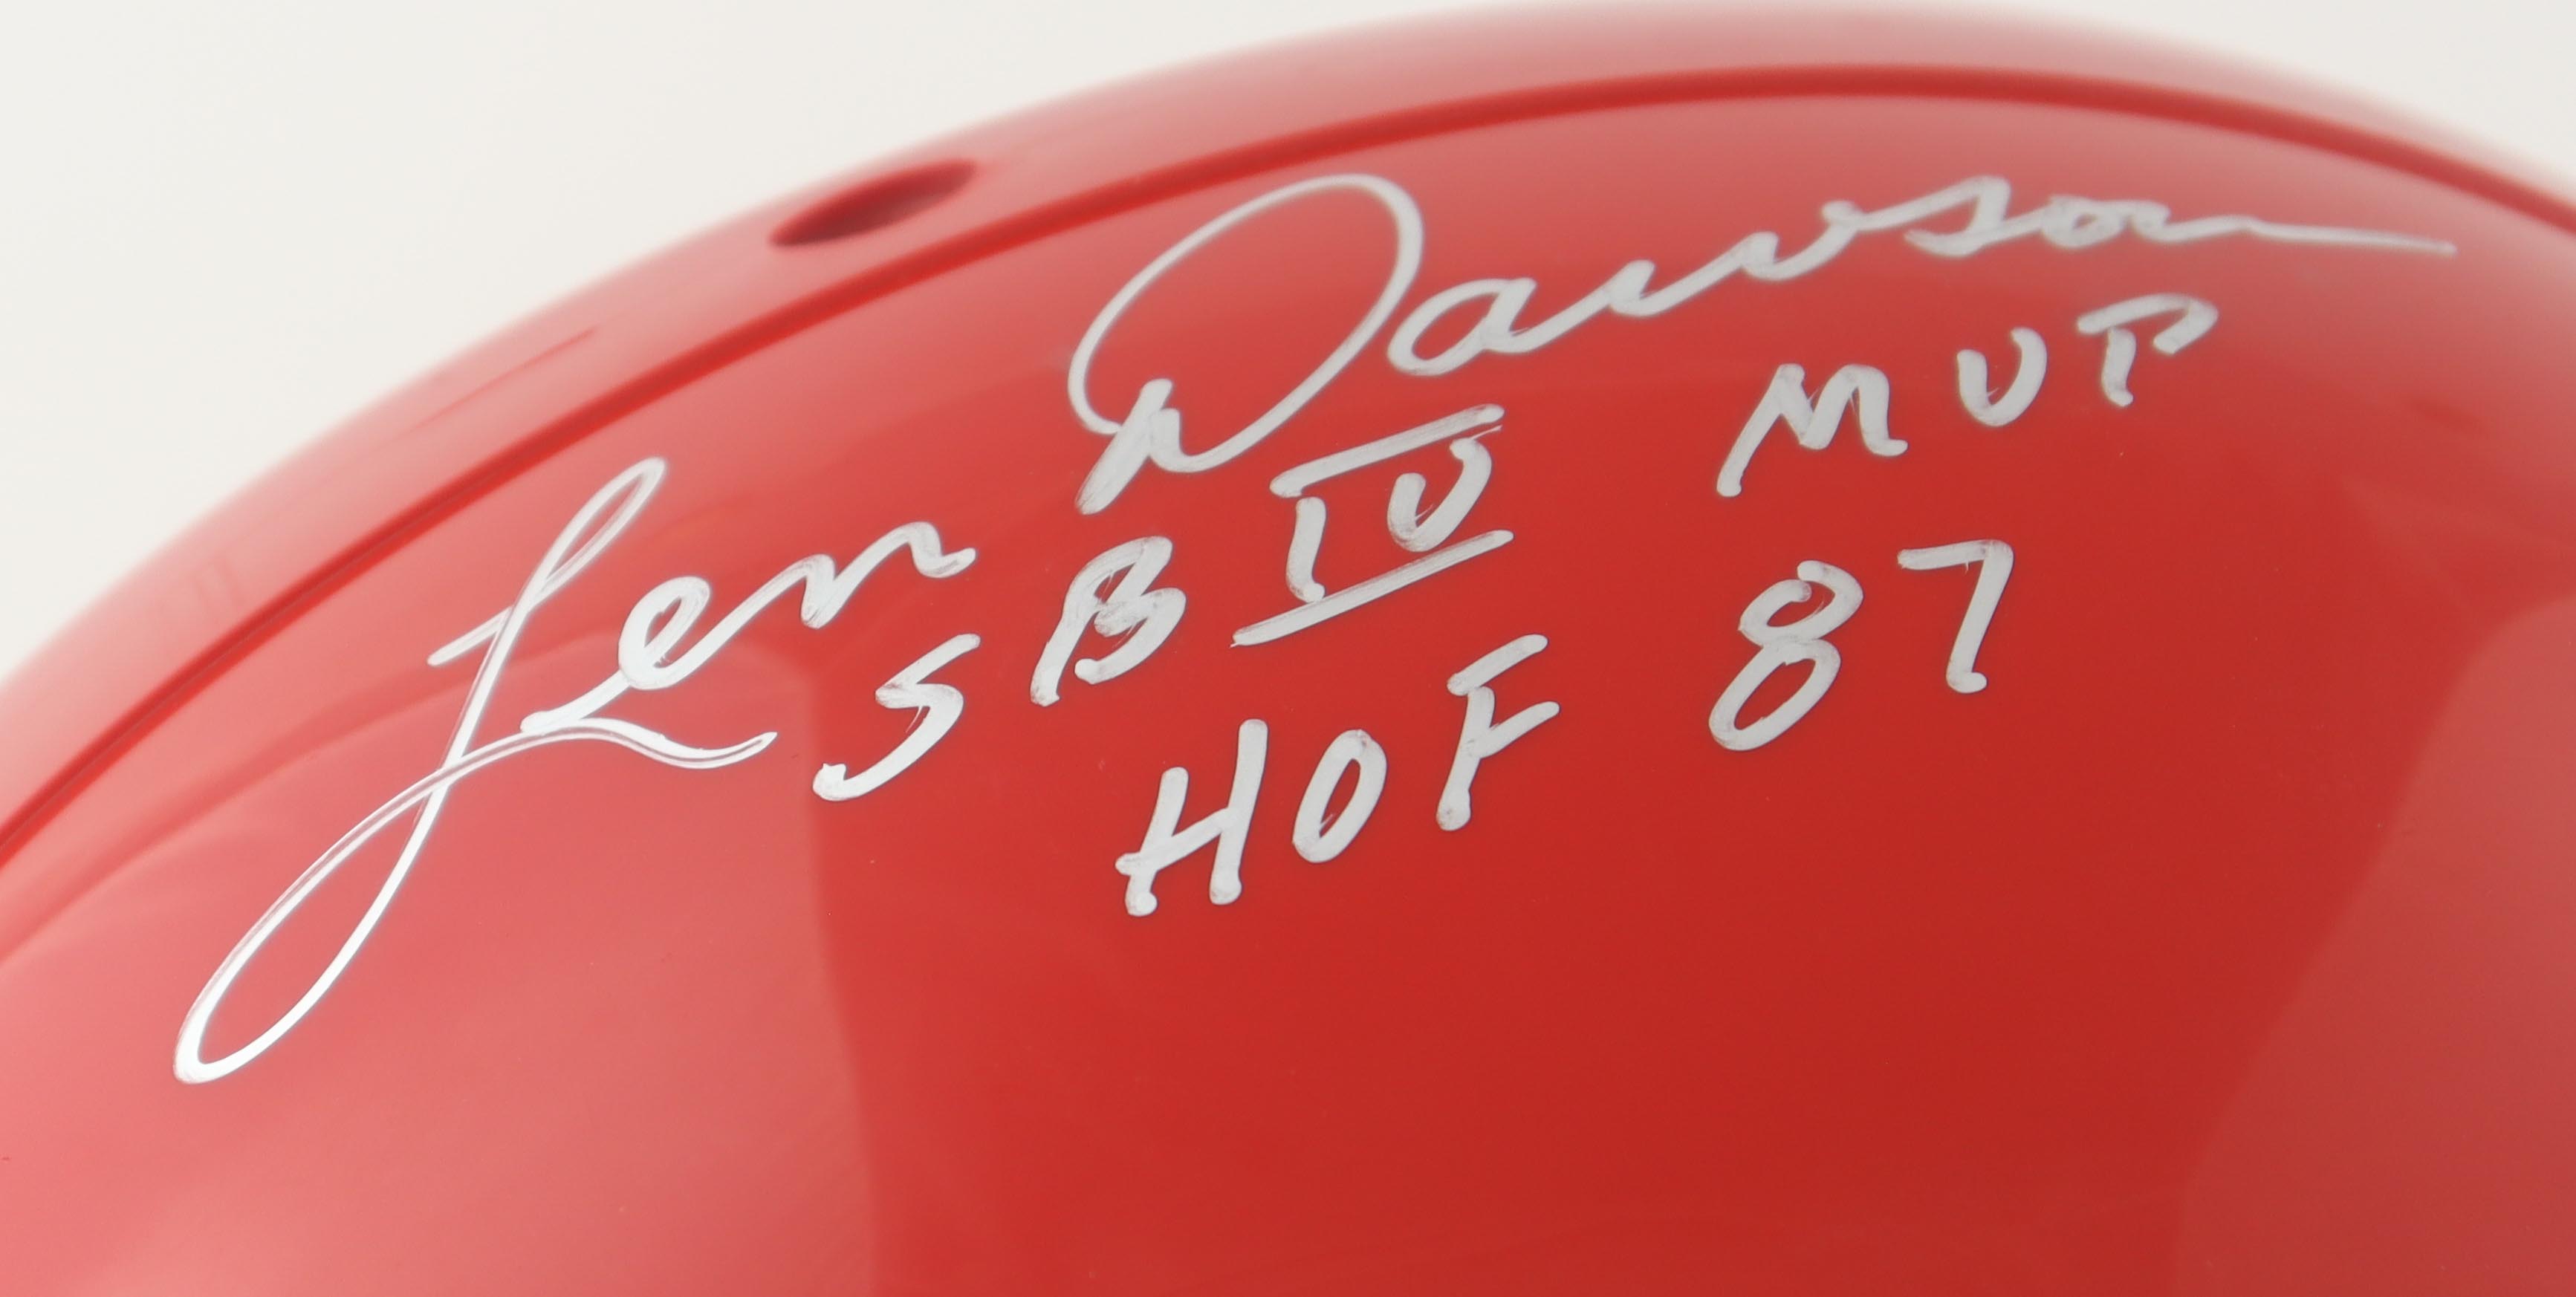 Len Dawson
SB IV MVP
HOF 87